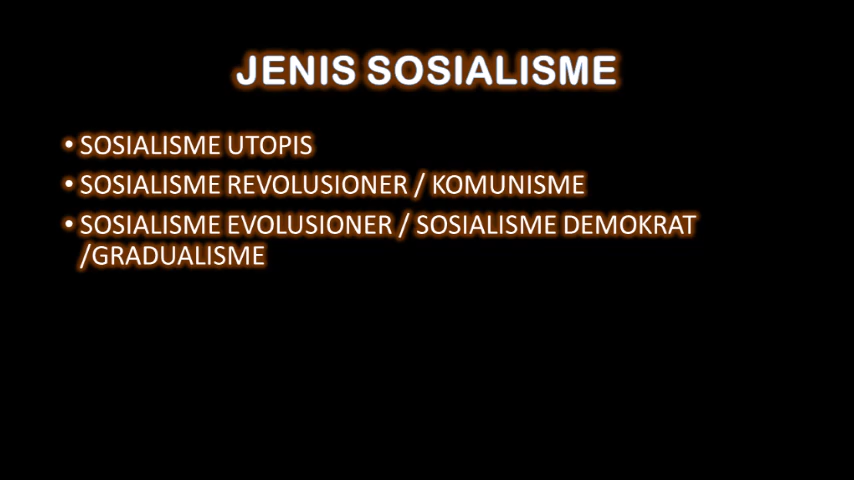 JENIS SOSIALISME
• SOSIALISME UTOPIS
• SOSIALISME REVOLUSIONER / KOMUNISME
• SOSIALISME EVOLUSIONER / SOSIALISME DEMOKRAT
/GRADUALISME